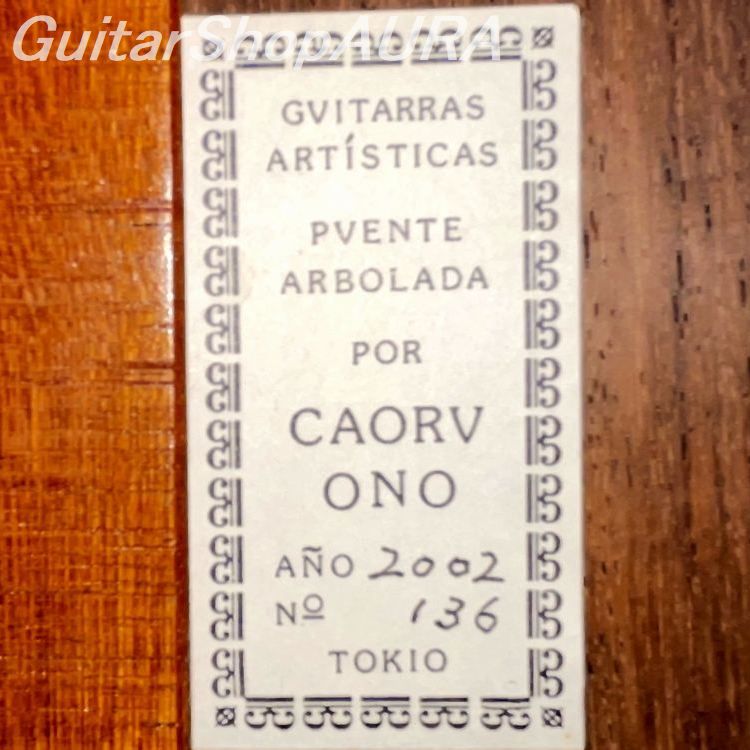 GuitarShopAURA
GVITARRAS
ARTÍSTICAS
PVENTE
ARBOLADA
POR
CAORV
ONO
AÑO 2002
Nº 136
TOKIO